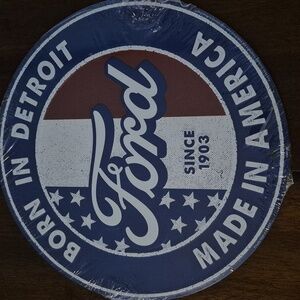 BORN IN DETROIT
Ford
SINCE
1903
MADE IN AMERICA